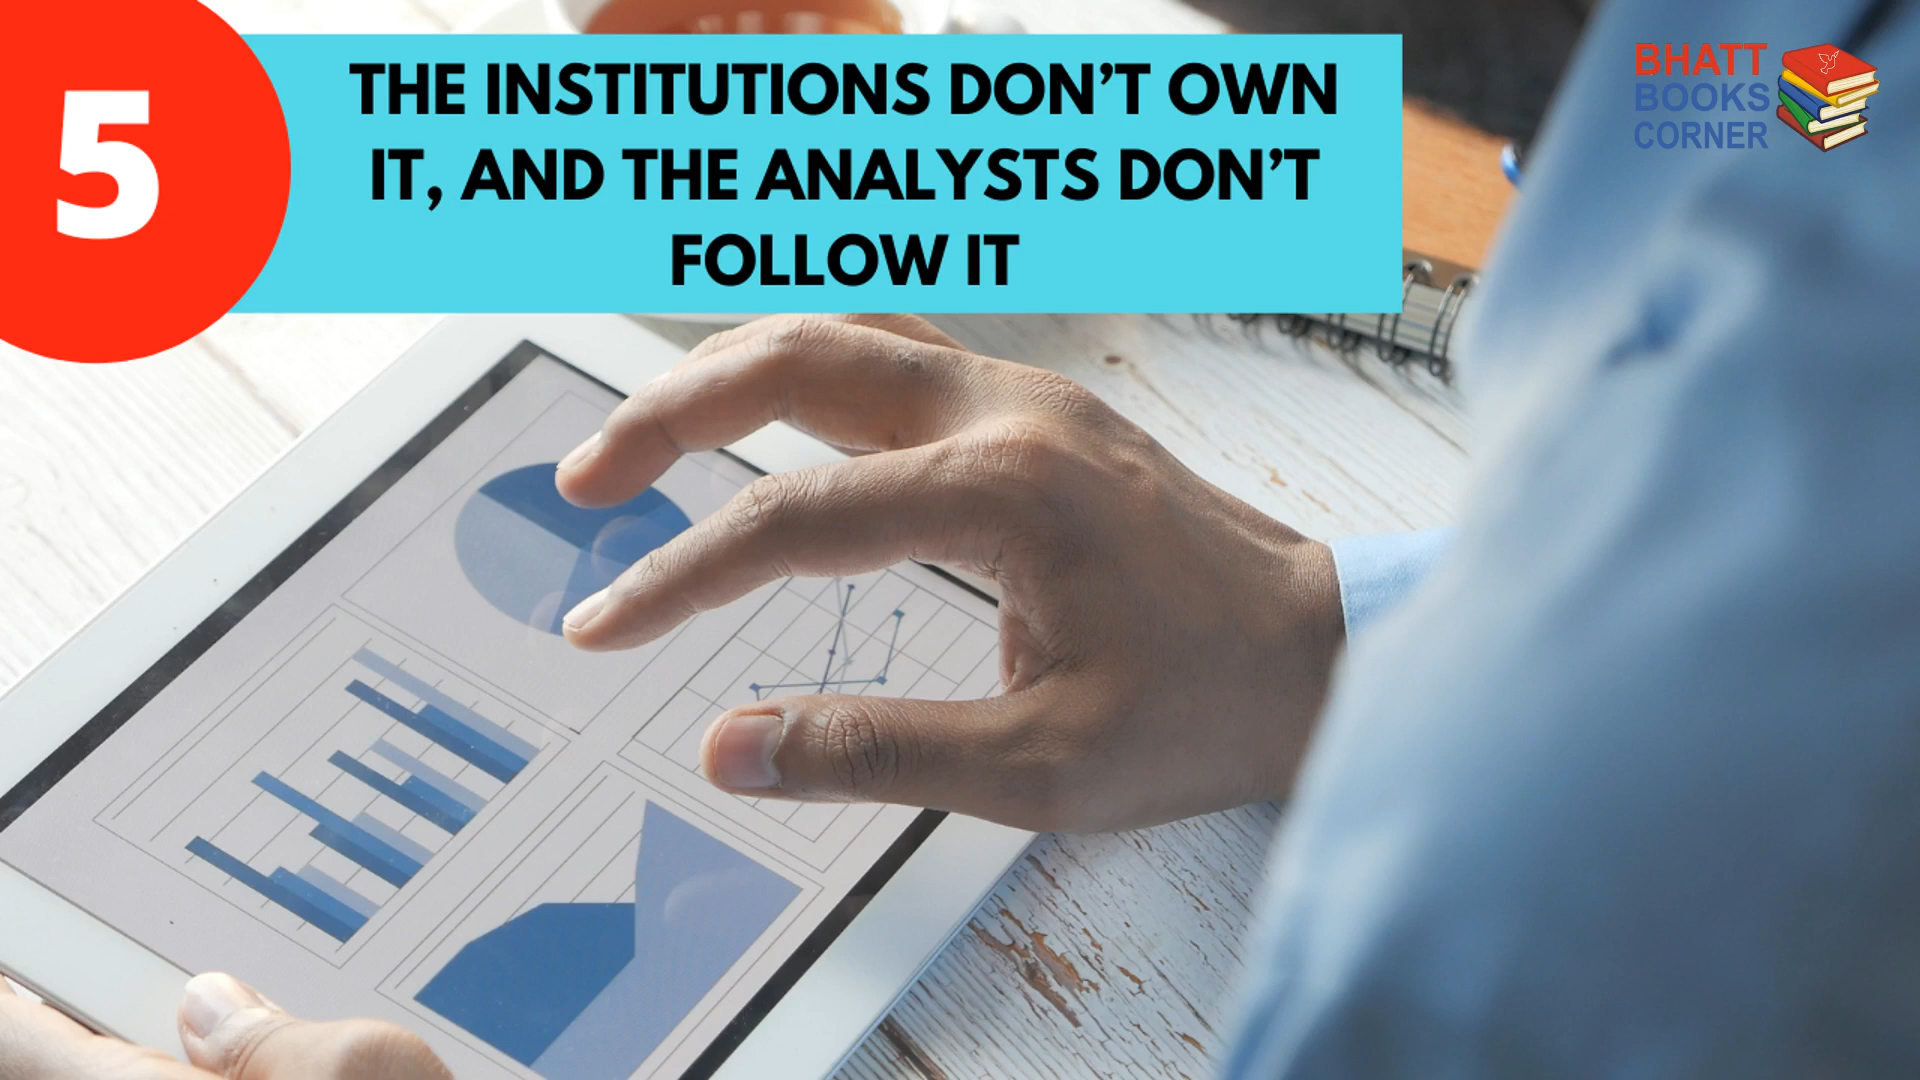 5
THE INSTITUTIONS DON’T OWN
IT, AND THE ANALYSTS DON’T
FOLLOW IT
BHATT
BOOKS
CORNER